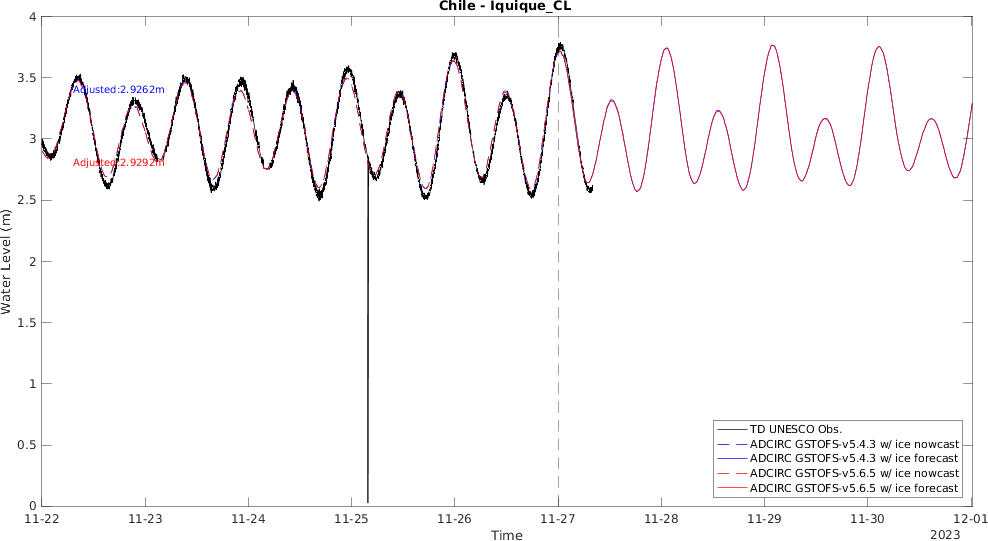 Chile - Iquique_CL
4
3.5
3
2.5
2
1.5
1
0.5
0
Water Level (m)
Adjusted:2.9262m
Adjusted:2.9292m
TD UNESCO Obs.
ADCIRC GSTOFS-v5.4.3 w/ ice nowcast
ADCIRC GSTOFS-v5.4.3 w/ ice forecast
ADCIRC GSTOFS-v5.6.5 w/ ice nowcast
ADCIRC GSTOFS-v5.6.5 w/ ice forecast
11-22 11-23 11-24 11-25 11-26 11-27 11-28 11-29 11-30 12-01
Time
2023